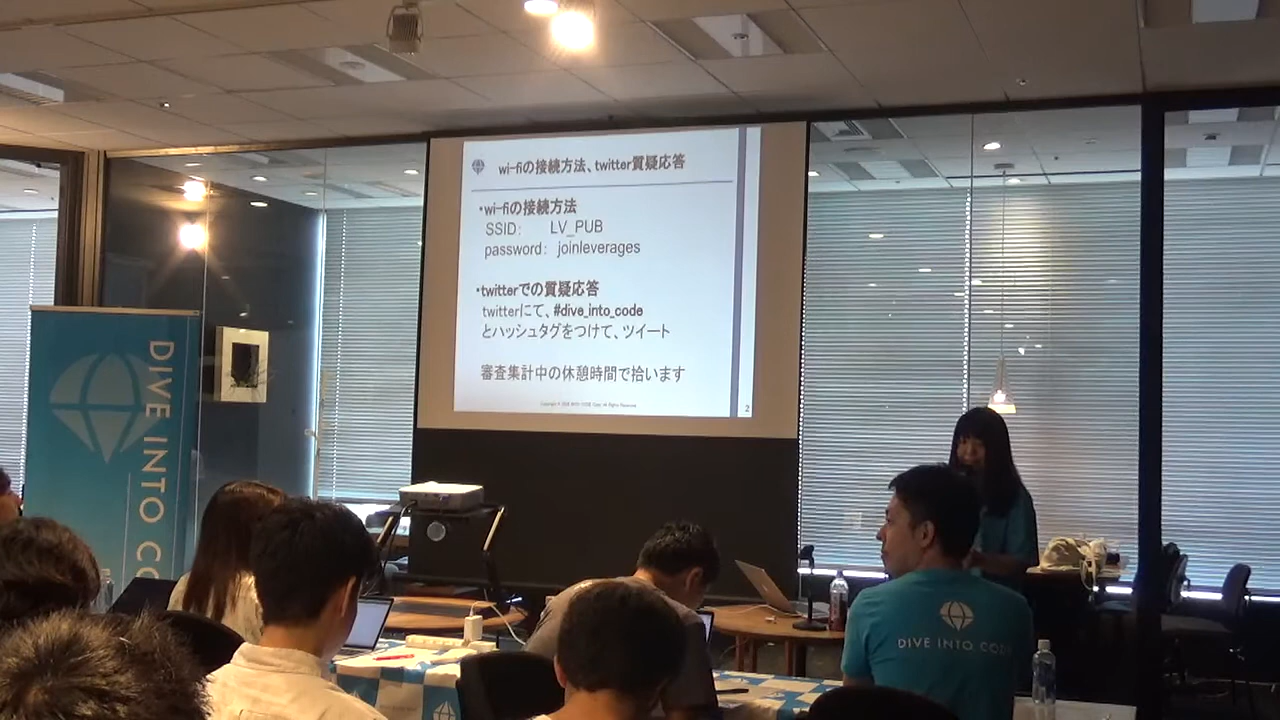 wi-fiの接続方法、twitter質疑応答
・wi-fiの接続方法
SSID: LV_PUB
password: joinleverages
・twitterでの質疑応答
twitterにて、#dive_into_code
とハッシュタグをつけて、ツイート
審査集計中の休憩時間で拾います
2
DIVE INTO C
DIVE INTO CODE